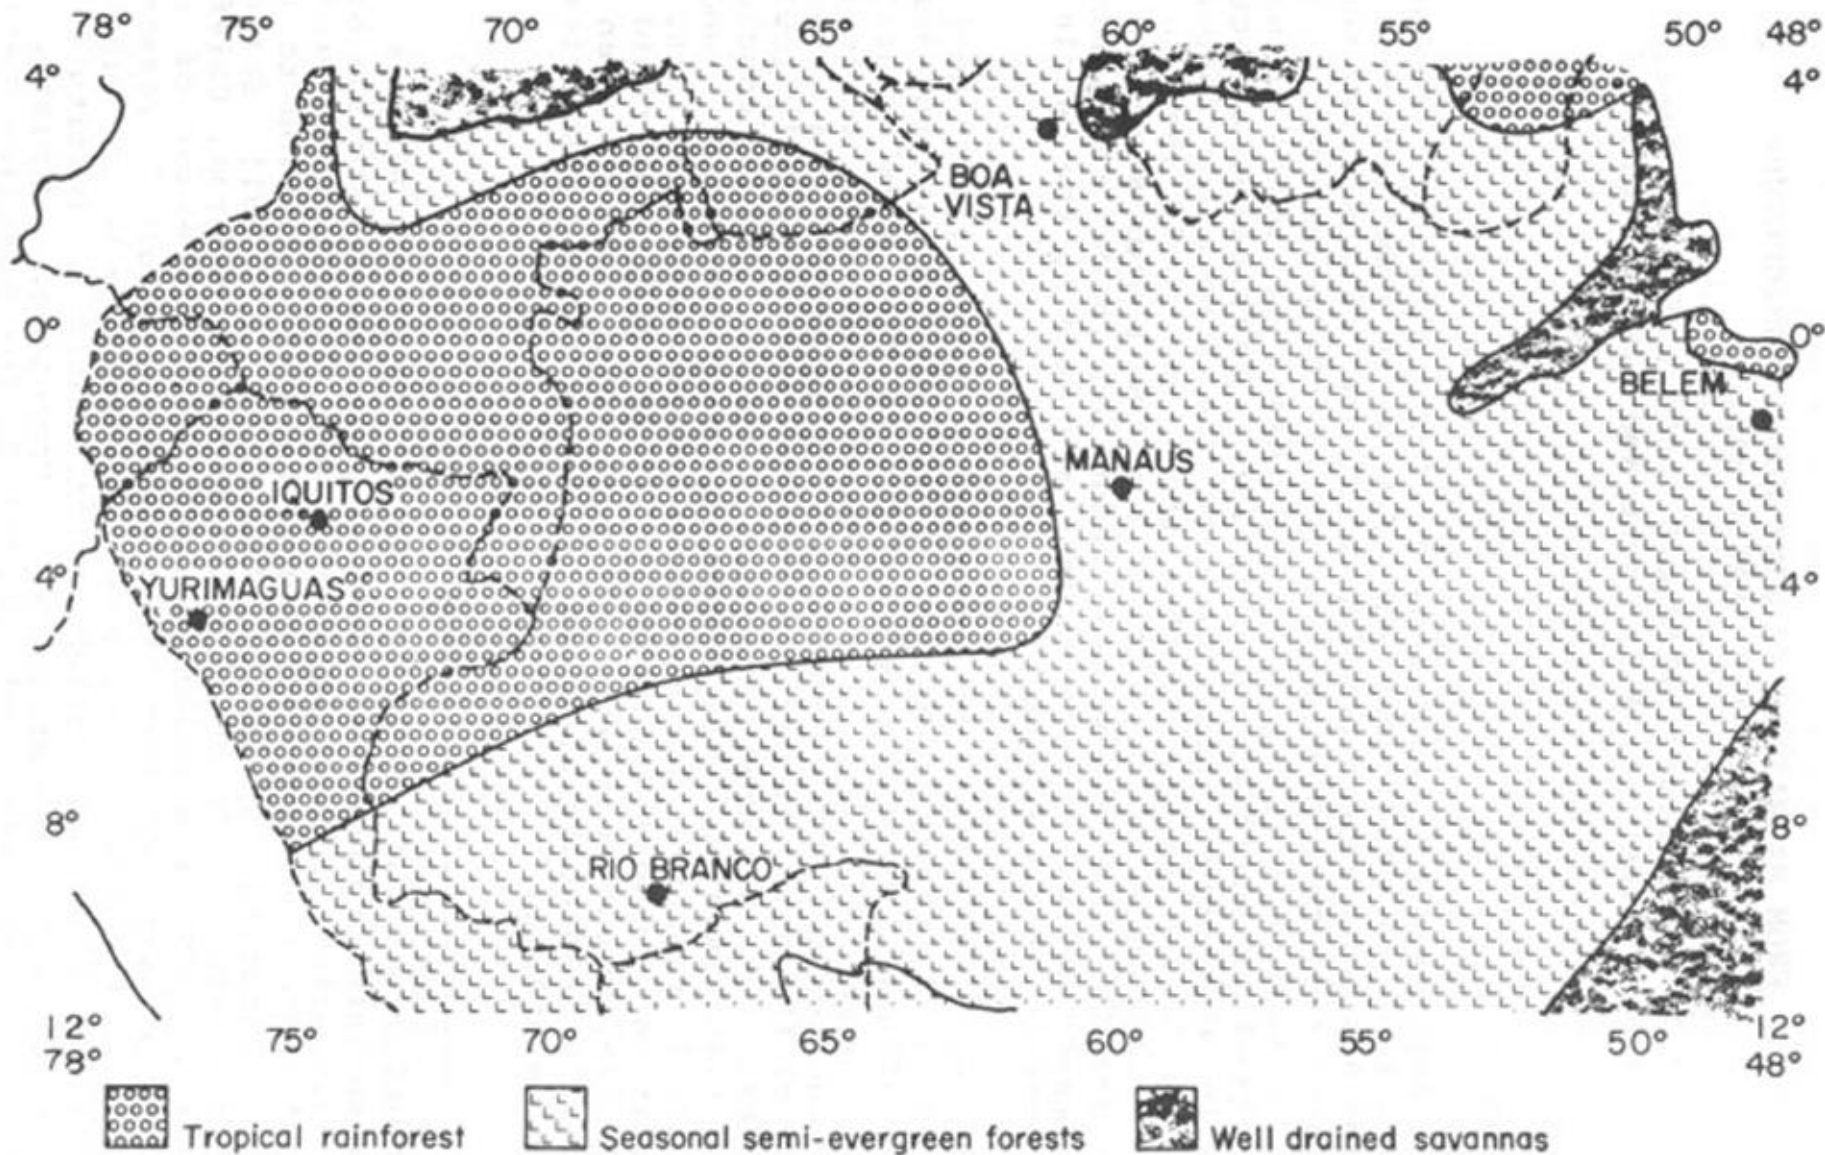 78° 75° 70° 65° 60° 55° 50° 48°
4° 4°
BOA
VISTA
0° 0°
BELEM
MANAUS
IQUITOS
4° 4°
YURIMAGUAS
8° 8°
RIO BRANCO
12° 12°
78° 75° 70° 65° 60° 55° 50° 48°
Tropical rainforest Seasonal semi-evergreen forests Well drained savannas